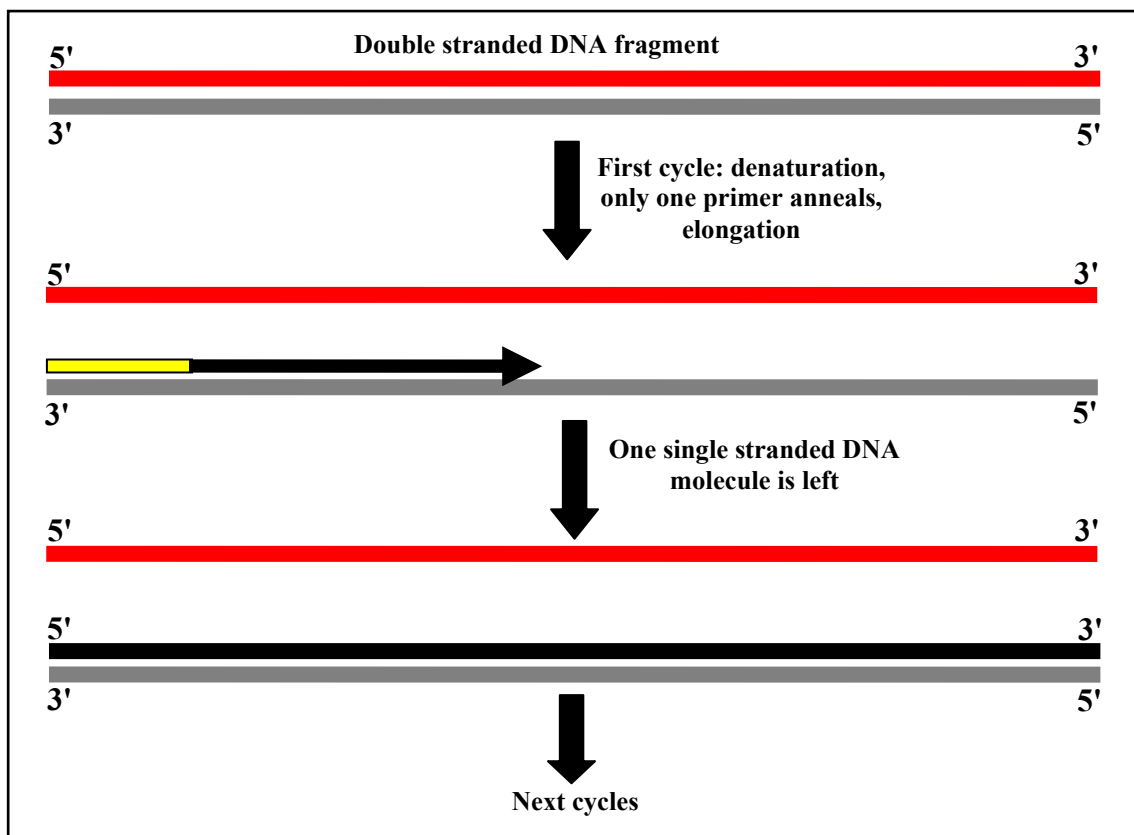 Double stranded DNA fragment
5' 3'
3' 5'
First cycle: denaturation,
only one primer anneals,
elongation
5' 3'
3' 5'
One single stranded DNA
molecule is left
5' 3'
5' 3'
3' 5'
Next cycles